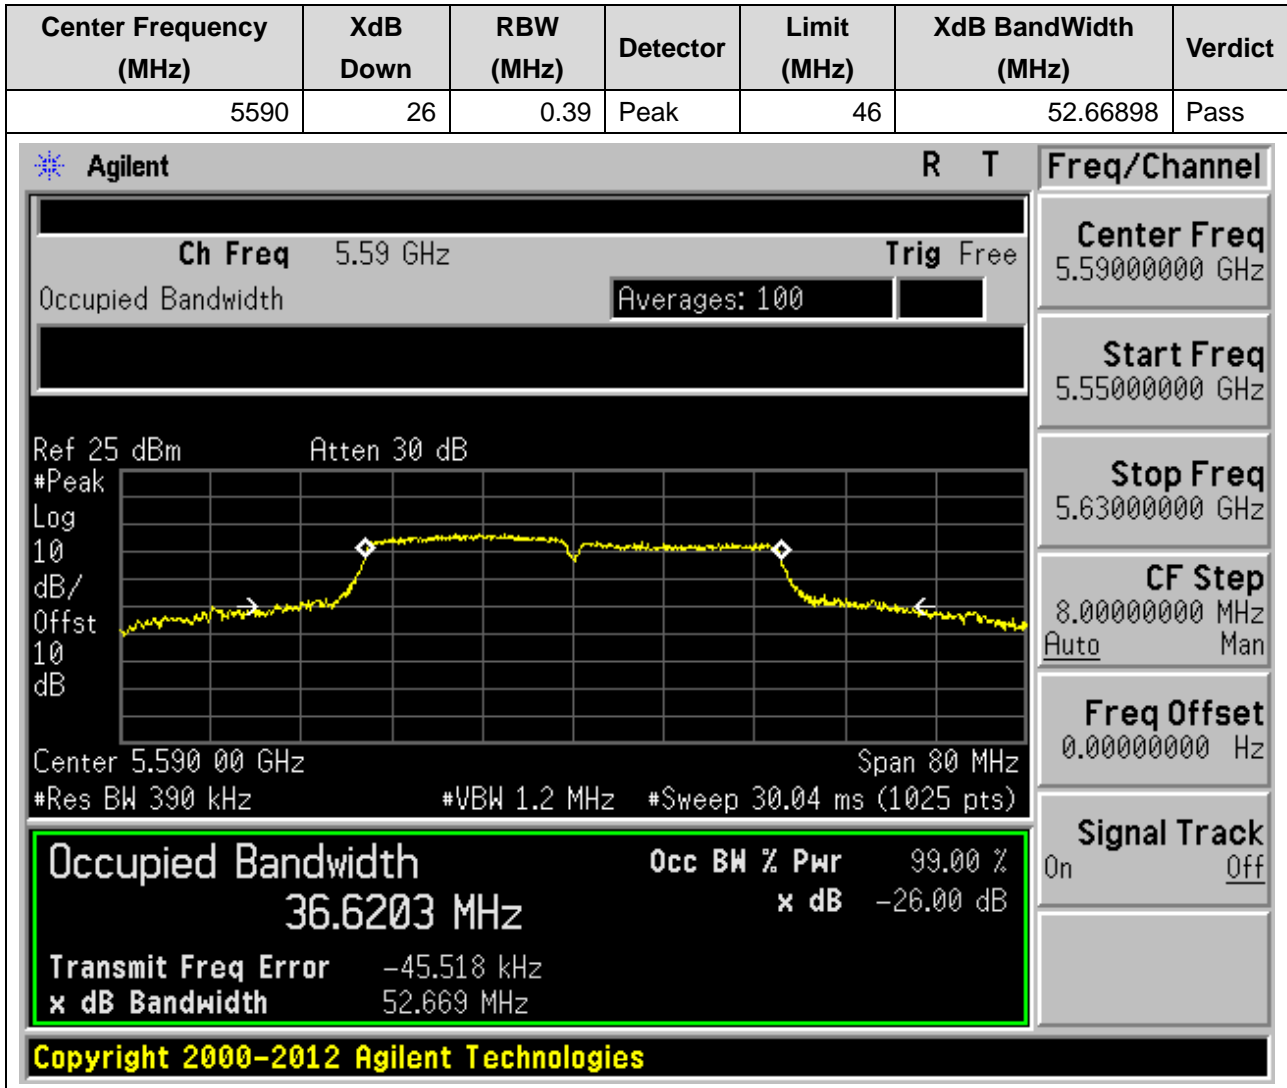 Center Frequency (MHz) XdB Down RBW (MHz) Detector Limit (MHz) XdB BandWidth (MHz) Verdict
5590 26 0.39 Peak 46 52.66898 Pass
Agilent R T
Ch Freq 5.59 GHz Trig Free
Occupied Bandwidth Averages: 100
Ref 25 dBm Atten 30 dB
#Peak
Log
10
dB/
Offst
10
dB
Center 5.590 00 GHz Span 80 MHz
#Res BW 390 kHz #VBW 1.2 MHz #Sweep 30.04 ms (1025 pts)
Occupied Bandwidth Occ BW % Pwr 99.00 %
36.6203 MHz x dB -26.00 dB
Transmit Freq Error -45.518 kHz
x dB Bandwidth 52.669 MHz
Copyright 2000-2012 Agilent Technologies
Freq/Channel
Center Freq
5.59000000 GHz
Start Freq
5.55000000 GHz
Stop Freq
5.63000000 GHz
CF Step
8.00000000 MHz
Auto Man
Freq Offset
0.00000000 Hz
Signal Track
On Off